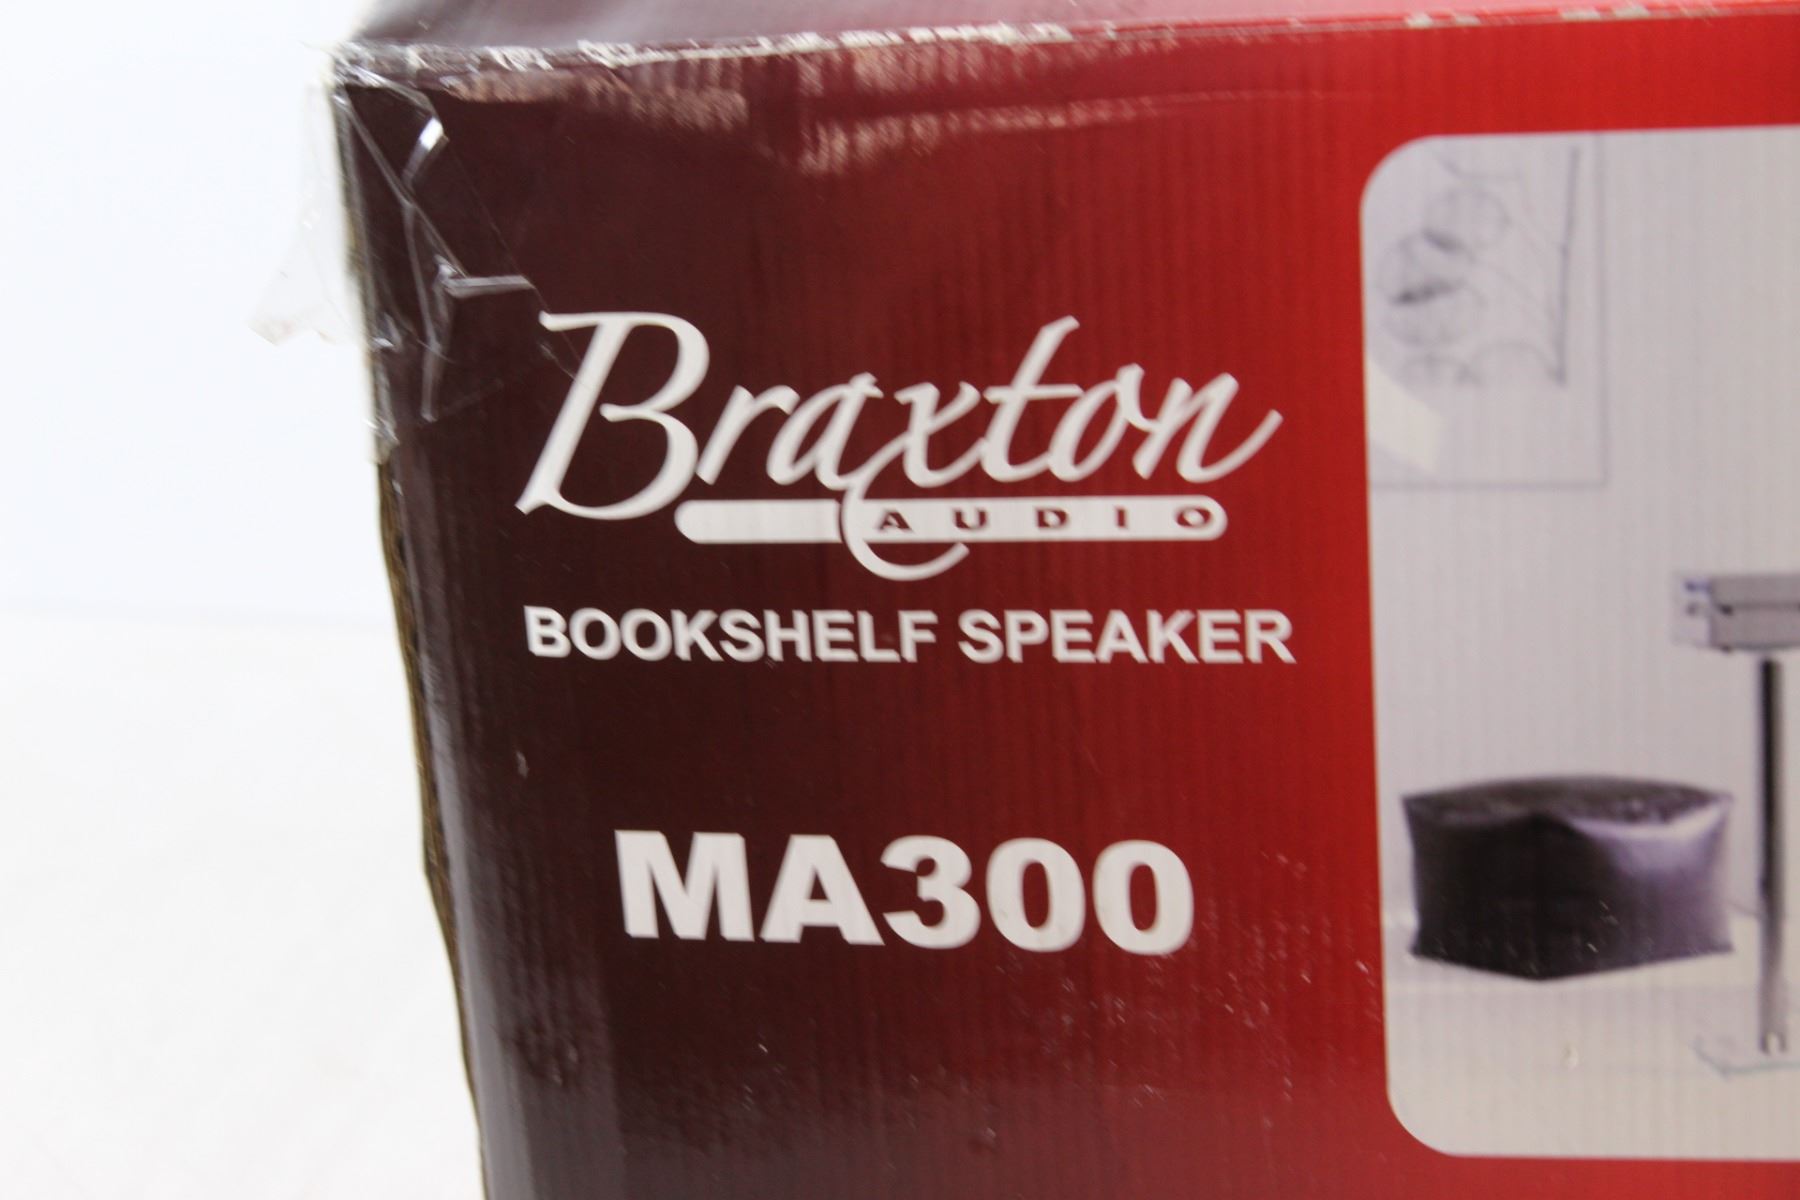 Braxton
AUDIO
BOOKSHELF SPEAKER
MA300